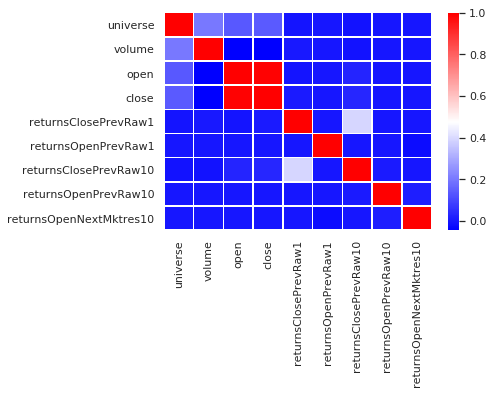 universe
volume
open
close
returnsClosePrevRaw1
returnsOpenPrevRaw1
returnsClosePrevRaw10
returnsOpenPrevRaw10
returnsOpenNextMktres10
universe
volume
open
close
returnsClosePrevRaw1
returnsOpenPrevRaw1
returnsClosePrevRaw10
returnsOpenPrevRaw10
returnsOpenNextMktres10
1.0
0.8
0.6
0.4
0.2
0.0